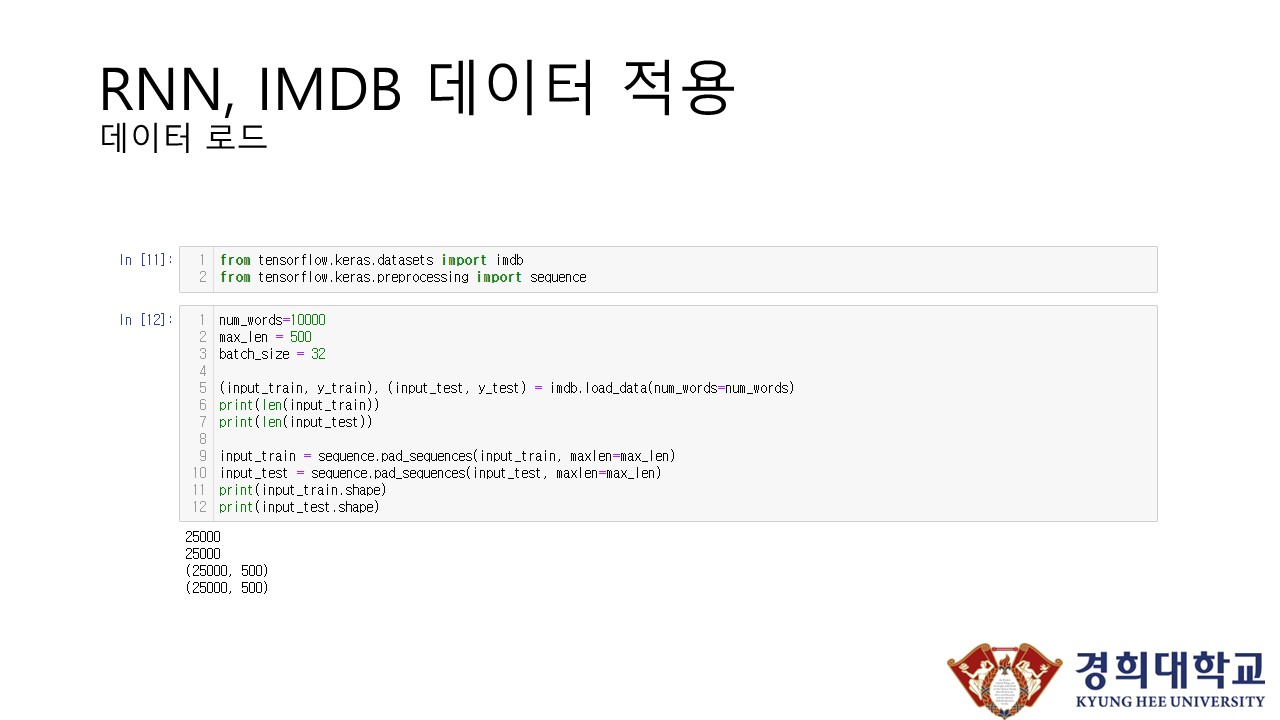 RNN, IMDB 데이터 적용
데이터 로드
In [11]:
1 from tensorflow.keras.datasets import imdb
2 from tensorflow.keras.preprocessing import sequence
In [12]:
1 num_words=10000
2 max_len = 500
3 batch_size = 32
4
5 (input_train, y_train), (input_test, y_test) = imdb.load_data(num_words=num_words)
6 print(len(input_train))
7 print(len(input_test))
8
9 input_train = sequence.pad_sequences(input_train, maxlen=max_len)
10 input_test = sequence.pad_sequences(input_test, maxlen=max_len)
11 print(input_train.shape)
12 print(input_test.shape)
25000
25000
(25000, 500)
(25000, 500)
경희대학교
KYUNG HEE UNIVERSITY